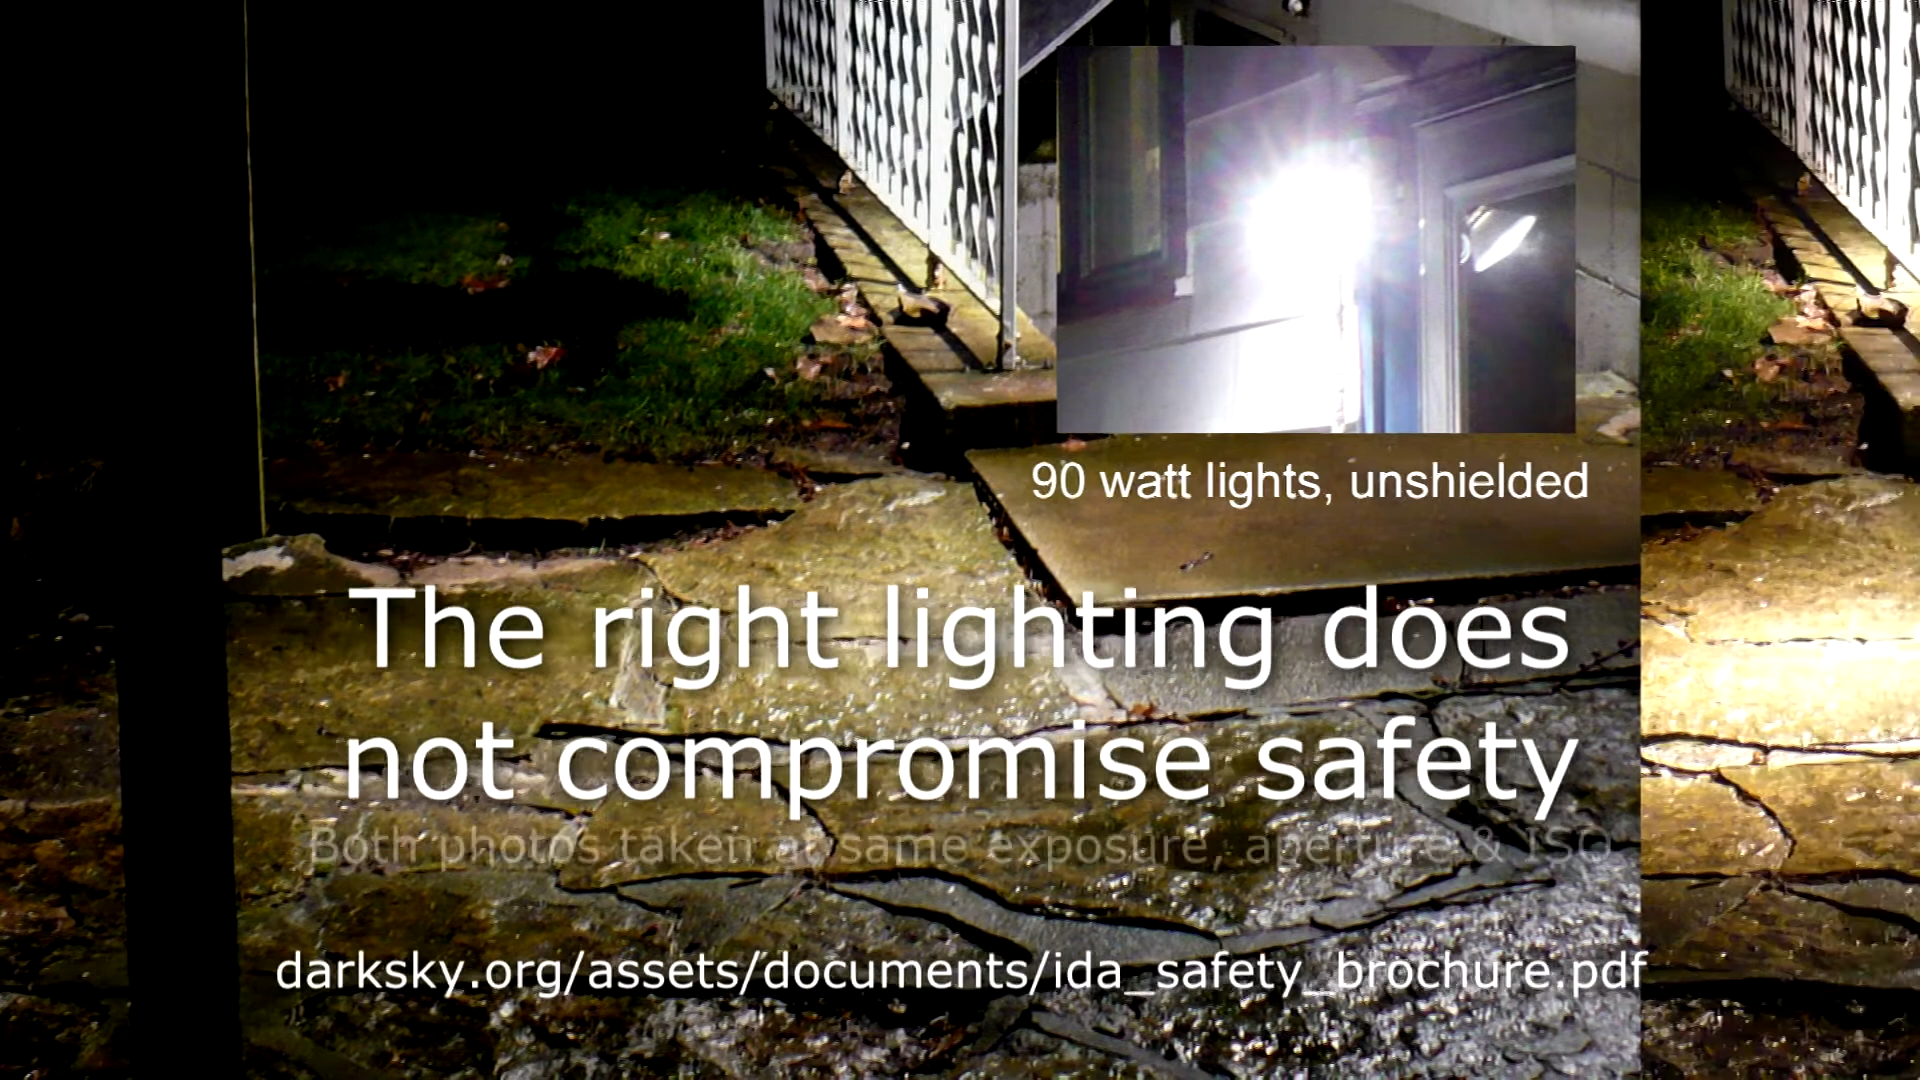 90 watt lights, unshielded
The right lighting does
not compromise safety
Both photos taken at same exposure, aperture & ISO
darksky.org/assets/documents/ida_safety_brochure.pdf